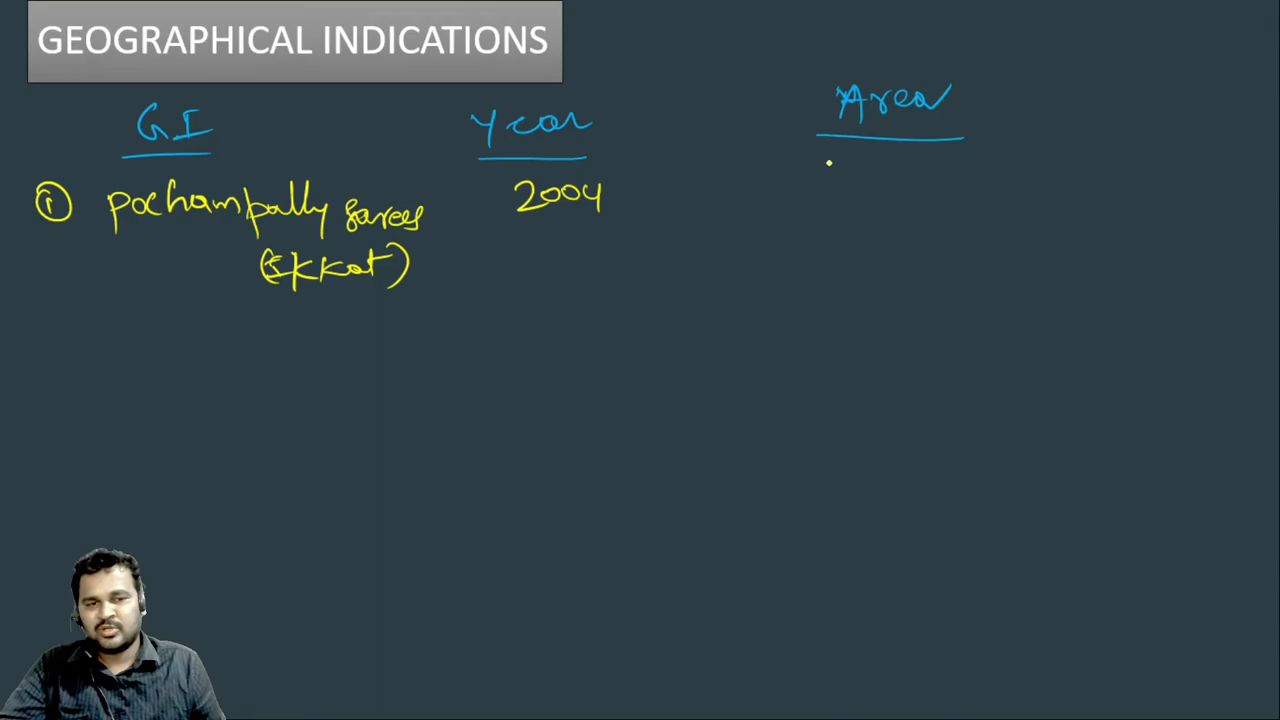 GEOGRAPHICAL INDICATIONS
GI Year Area
① pochampally sarees 2004
(IKKat)